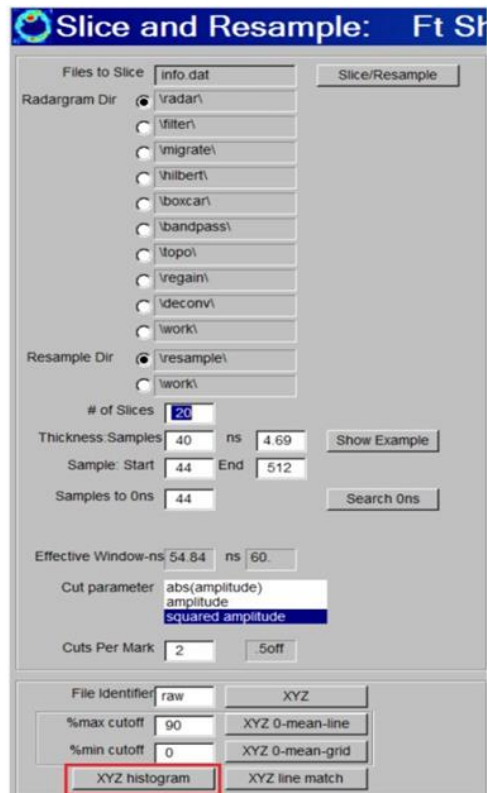 Slice and Resample: Ft Sh
Files to Slice info.dat Slice/Resample
Radargram Dir \radar\
\filter\
\migrate\
\hilbert\
\boxcar\
\bandpass\
\topo\
\regain\
\deconv\
\work\
Resample Dir \resample\
\work\
# of Slices 20
Thickness:Samples 40 ns 4.69 Show Example
Sample: Start 44 End 512
Samples to 0ns 44 Search 0ns
Effective Window-ns 54.84 ns 60.
Cut parameter abs(amplitude)
amplitude
squared amplitude
Cuts Per Mark 2 .5off
File Identifier raw XYZ
%max cutoff 90 XYZ 0-mean-line
%min cutoff 0 XYZ 0-mean-grid
XYZ histogram XYZ line match